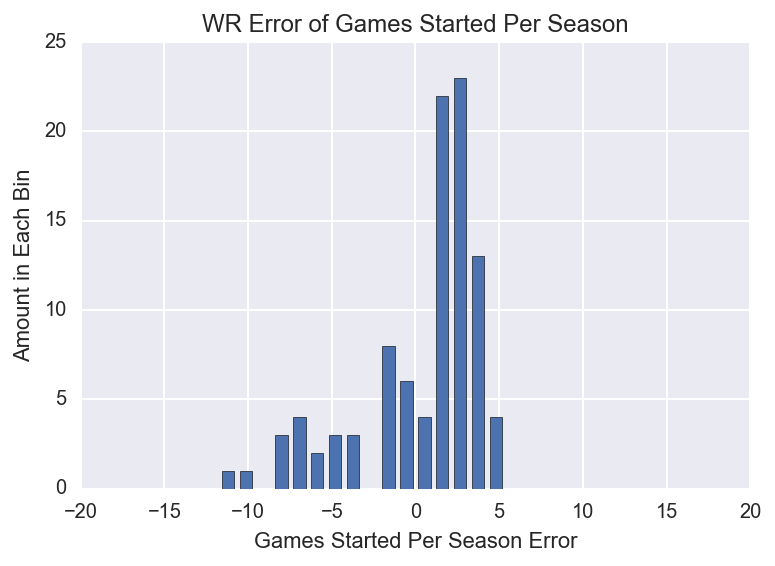 WR Error of Games Started Per Season
25
20
15
10
5
0
Amount in Each Bin
−20 −15 −10 −5 0 5 10 15 20
Games Started Per Season Error